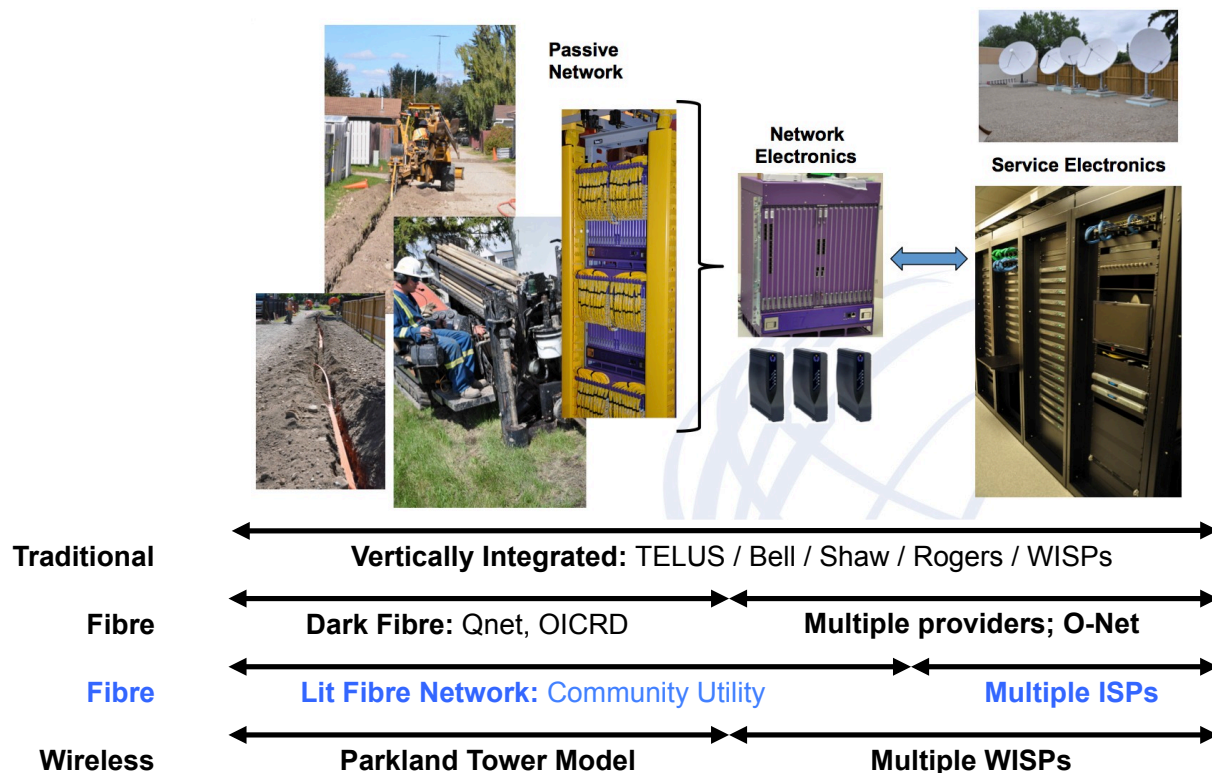 Passive
Network
Network
Electronics
Service Electronics
Traditional
Vertically Integrated: TELUS / Bell / Shaw / Rogers / WISPs
Fibre
Dark Fibre: Qnet, OICRD
Multiple providers; O-Net
Fibre
Lit Fibre Network: Community Utility
Multiple ISPs
Wireless
Parkland Tower Model
Multiple WISPs